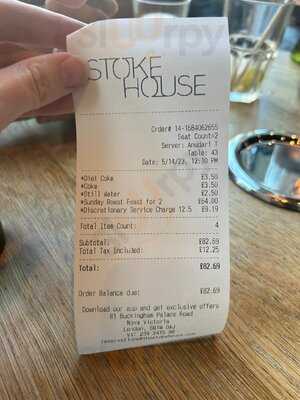 Sluurpy
STOKE
HOUSE
Order# 14-1684062655
Seat Count=2
Server: Anudari T
Table: 43
Date: 5/14/23, 12:10 PM
*Diet Coke £3.50
*Coke £3.50
*Still Water £2.50
*Sunday Roast Feast for 2 £64.00
*Discretionary Service Charge 12.5 £9.19
Total Item Count: 4
Subtotal: £82.69
Total Tax Included: £12.25
Total: £82.69
Order Balance due: £82.69
Download our app and get exclusive offers
81 Buckingham Palace Road
Nova Victoria
London,